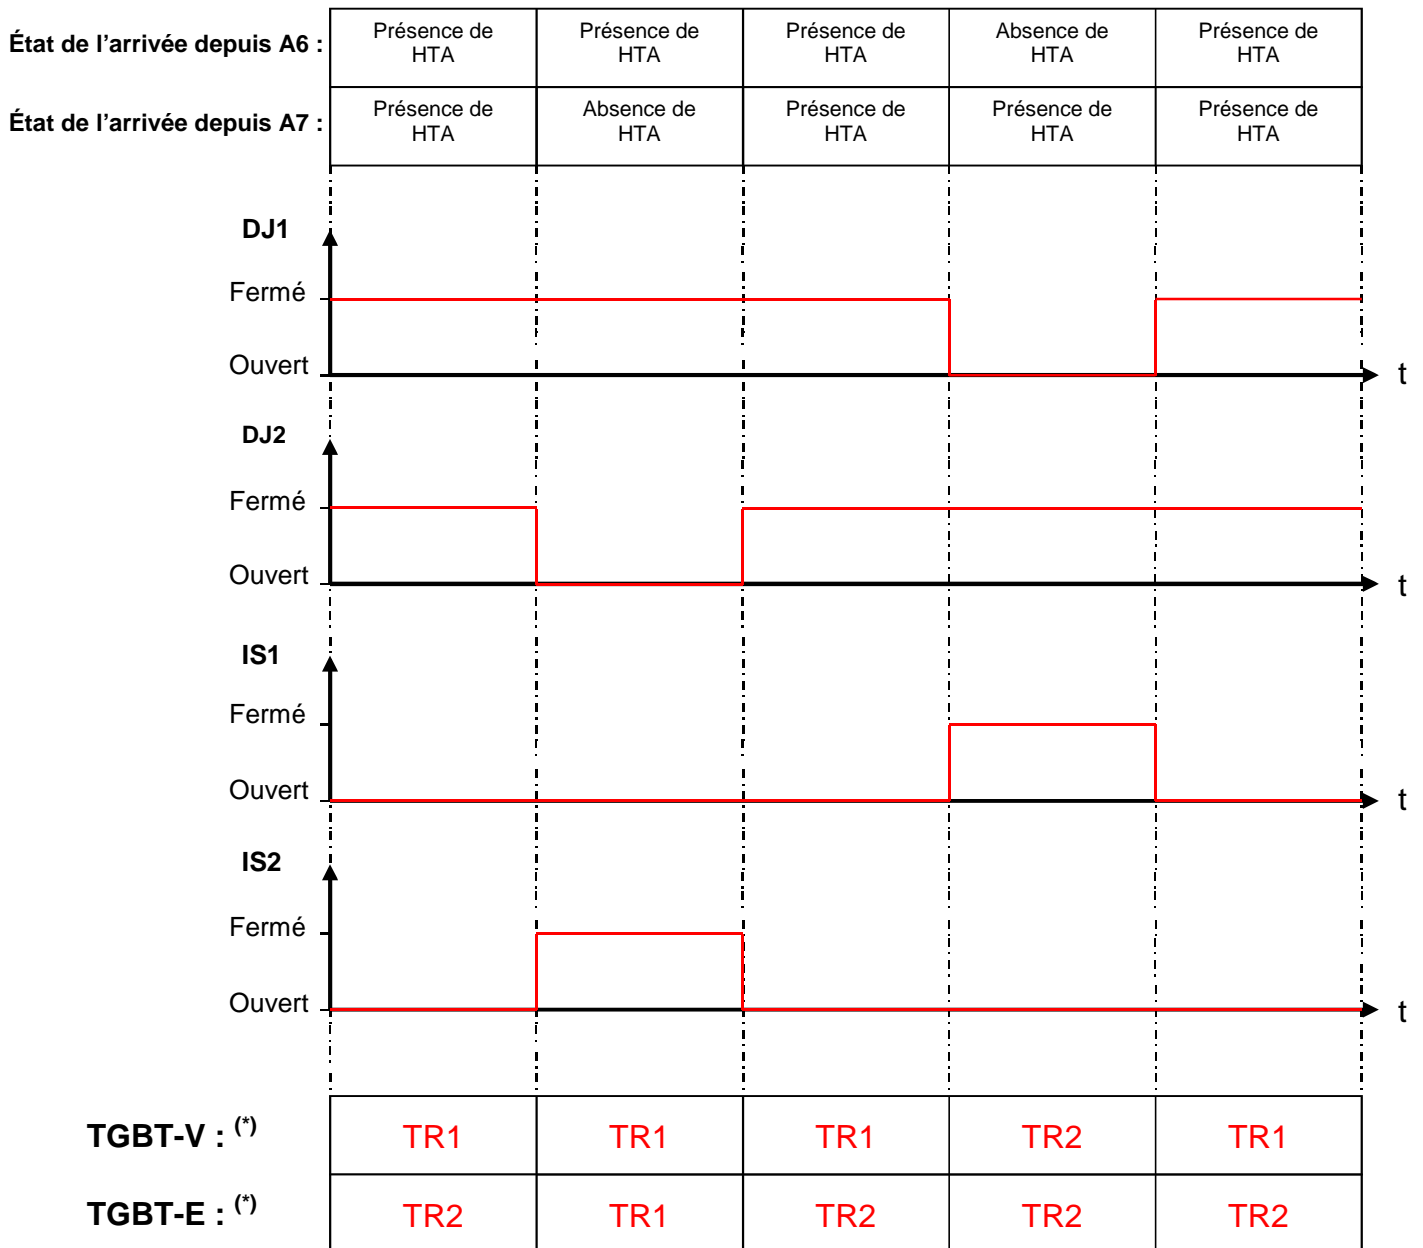 État de l’arrivée depuis A6 :
Présence de
HTA
Présence de
HTA
Présence de
HTA
Absence de
HTA
Présence de
HTA
État de l’arrivée depuis A7 :
Présence de
HTA
Absence de
HTA
Présence de
HTA
Présence de
HTA
Présence de
HTA
DJ1
Fermé
Ouvert
t
DJ2
Fermé
Ouvert
t
IS1
Fermé
Ouvert
t
IS2
Fermé
Ouvert
t
TGBT-V : (*)
TR1
TR1
TR1
TR2
TR1
TGBT-E : (*)
TR2
TR1
TR2
TR2
TR2